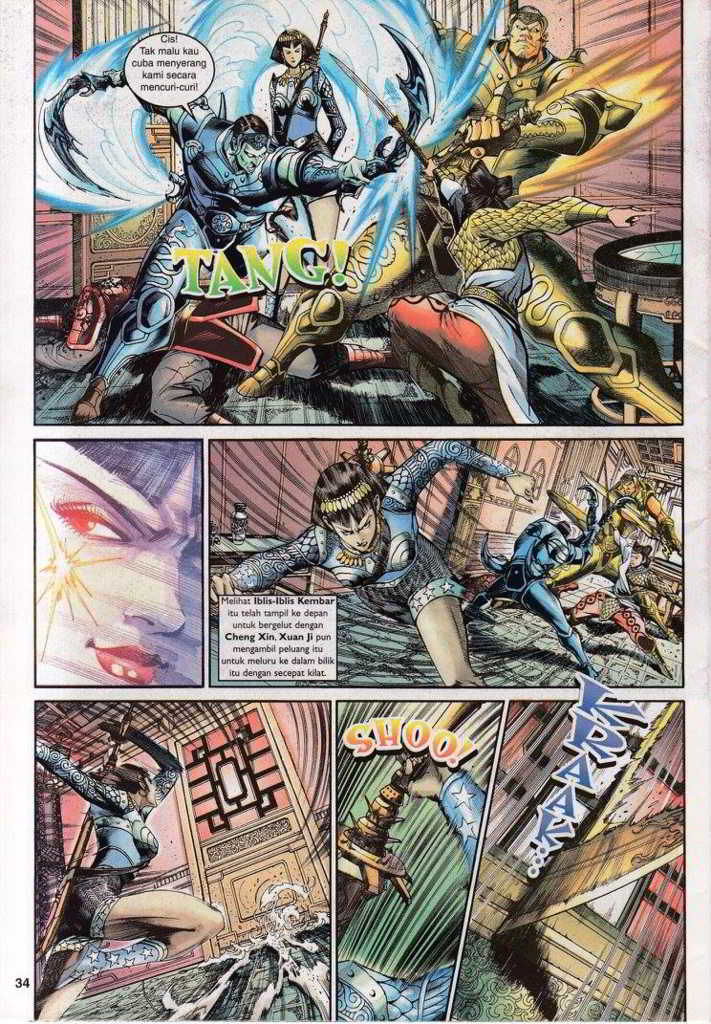 Cis!
Tak malu kau
cuba menyerang
kami secara
mencuri-curi!
TANG!
Melihat Iblis-Iblis Kembar
itu telah tampil ke depan
untuk bergelut dengan
Cheng Xin, Xuan Ji pun
mengambil peluang itu
untuk meluru ke dalam bilik
itu dengan secepat kilat.
SHOO!
KRAAK...
34